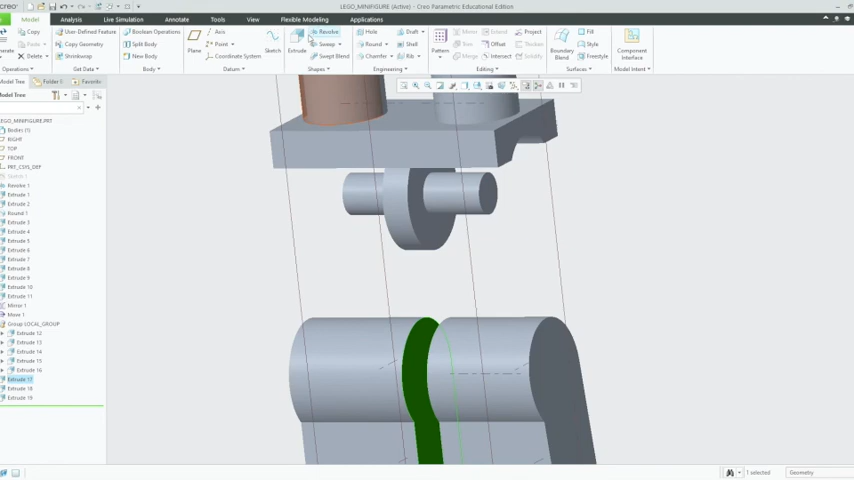 creo
LEGO_MINIFIGURE (Active) - Creo Parametric Educational Edition
Model
Analysis
Live Simulation
Annotate
Tools
View
Flexible Modeling
Applications
Copy
Paste
Delete
Operations
User-Defined Feature
Copy Geometry
Shrinkwrap
Get Data
Boolean Operations
Split Body
New Body
Body
Plane
Axis
Point
Coordinate System
Sketch
Datum
Extrude
Revolve
Sweep
Swept Blend
Shapes
Hole
Round
Chamfer
Draft
Shell
Rib
Engineering
Pattern
Mirror
Trim
Merge
Extend
Offset
Intersect
Project
Thicken
Solidify
Editing
Boundary Blend
Fill
Style
Freestyle
Surfaces
Component Interface
Model Intent
Model Tree
Folder
Favorite
LEGO_MINIFIGURE.PRT
Bodies (1)
RIGHT
TOP
FRONT
PRT_CSYS_DEF
Sketch 1
Revolve 1
Extrude 1
Extrude 2
Round 1
Extrude 3
Extrude 4
Extrude 5
Extrude 6
Extrude 7
Extrude 8
Extrude 9
Extrude 10
Extrude 11
Mirror 1
Move 1
Group LOCAL_GROUP
Extrude 12
Extrude 13
Extrude 14
Extrude 15
Extrude 16
Extrude 17
Extrude 18
Extrude 19
1 selected
Geometry